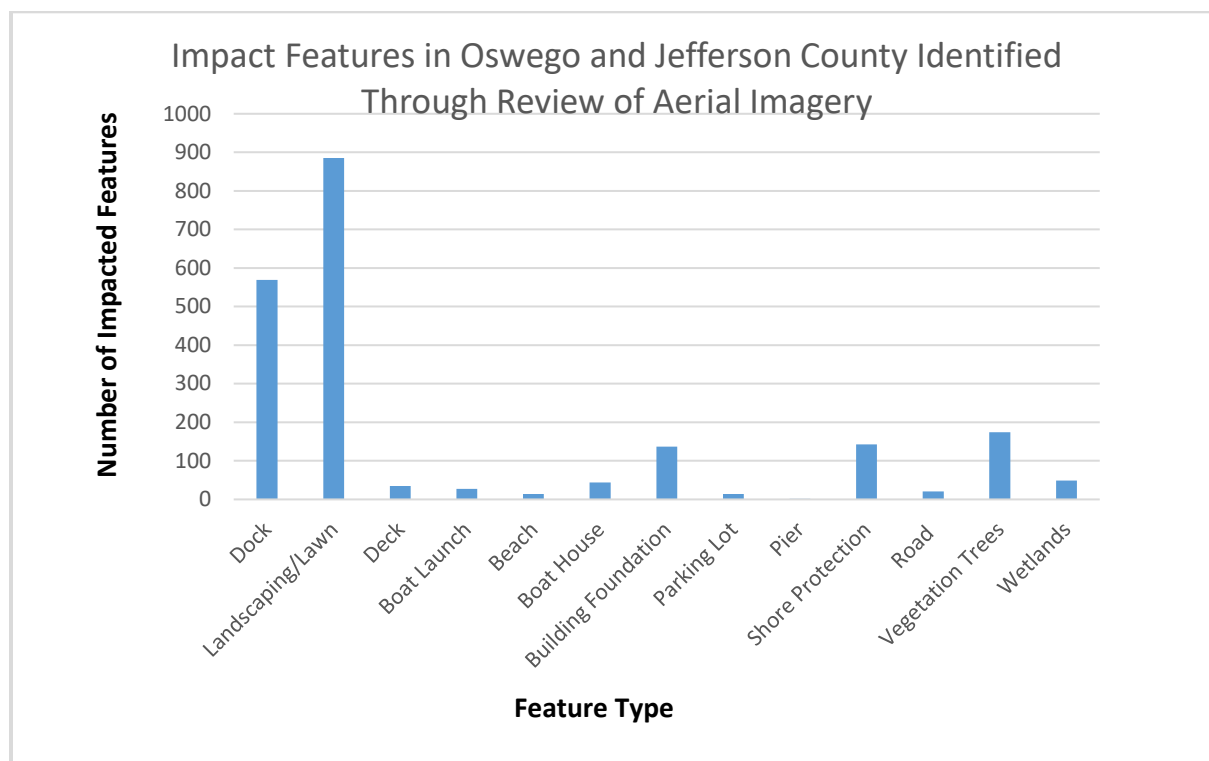 Impact Features in Oswego and Jefferson County Identified
Through Review of Aerial Imagery
Number of Impacted Features
1000
900
800
700
600
500
400
300
200
100
0
Dock
Landscaping/Lawn
Deck
Boat Launch
Beach
Boat House
Building Foundation
Parking Lot
Pier
Shore Protection
Road
Vegetation Trees
Wetlands
Feature Type